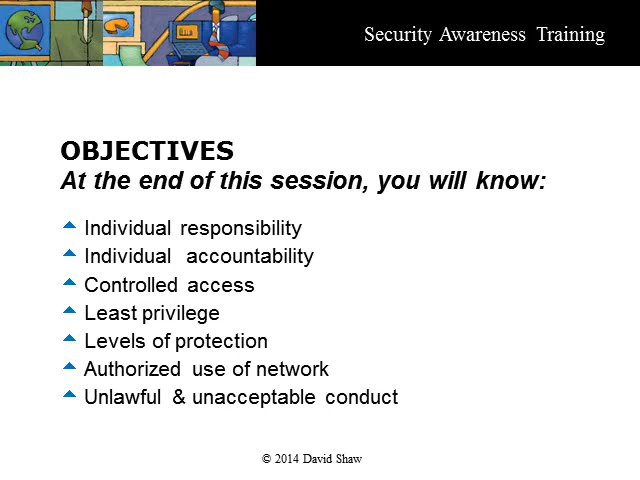 Security Awareness Training
OBJECTIVES
At the end of this session, you will know:
Individual responsibility
Individual accountability
Controlled access
Least privilege
Levels of protection
Authorized use of network
Unlawful & unacceptable conduct
© 2014 David Shaw